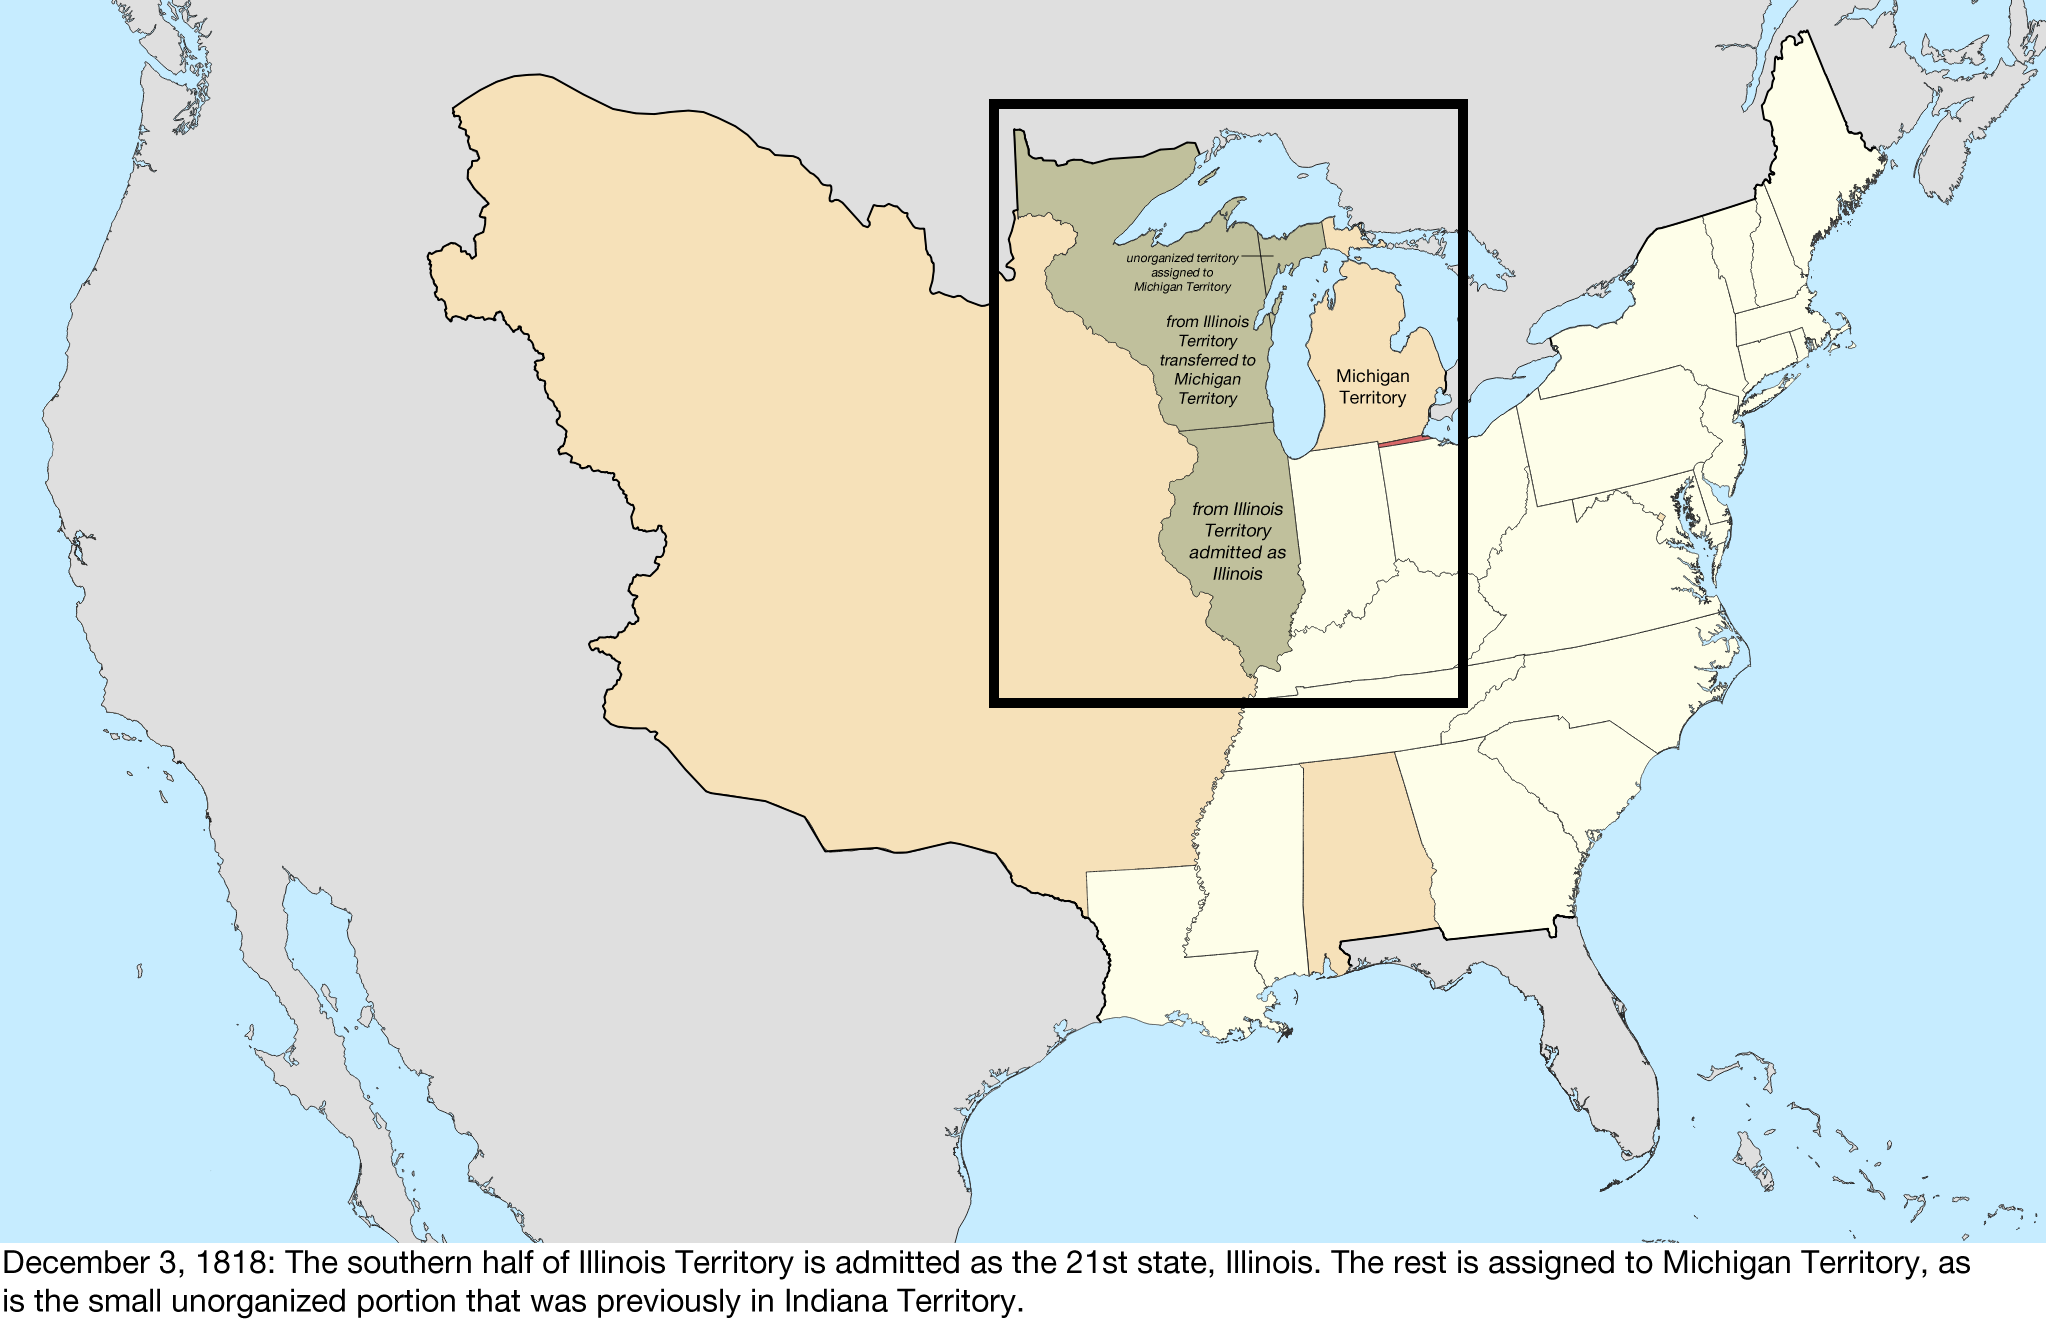 unorganized territory
assigned to
Michigan Territory
from Illinois
Territory
transferred to
Michigan
Territory
Michigan
Territory
from Illinois
Territory
admitted as
Illinois
December 3, 1818: The southern half of Illinois Territory is admitted as the 21st state, Illinois. The rest is assigned to Michigan Territory, as
is the small unorganized portion that was previously in Indiana Territory.